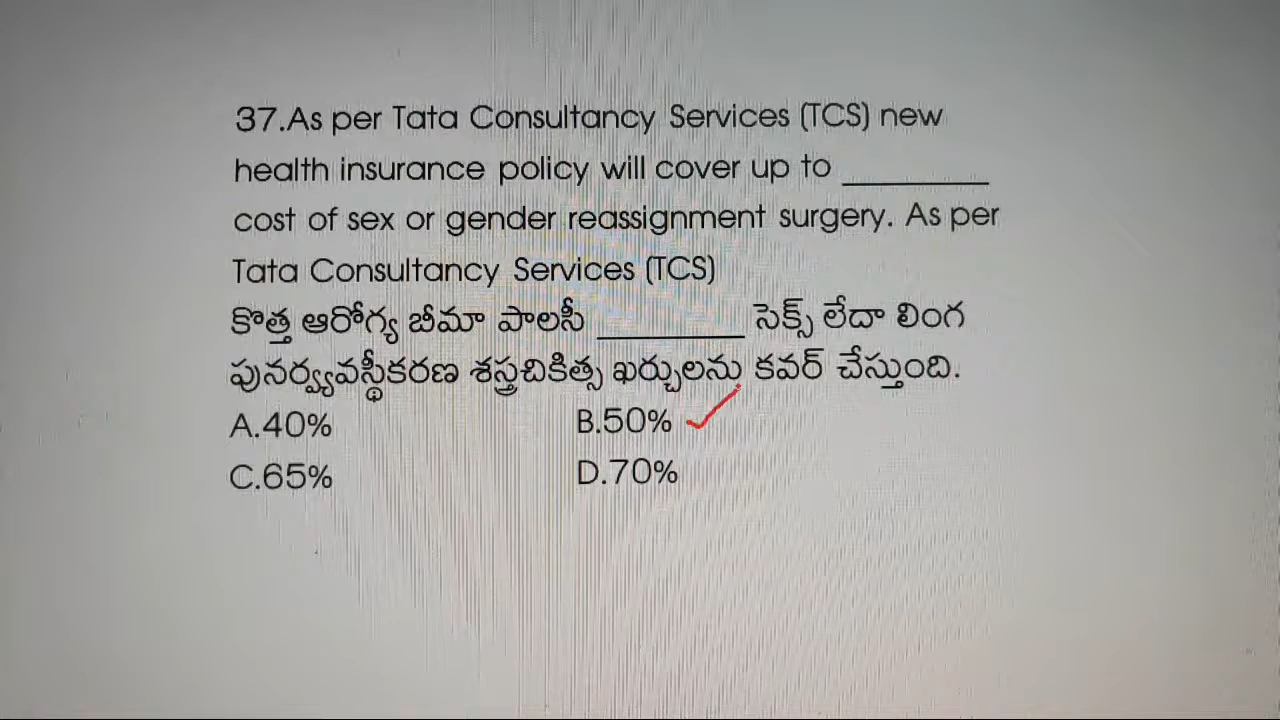 37.As per Tata Consultancy Services (TCS) new
health insurance policy will cover up to _________
cost of sex or gender reassignment surgery. As per
Tata Consultancy Services (TCS)
కొత్త ఆరోగ్య బీమా పాలసీ _________ సెక్స్ లేదా లింగ
పునర్వ్యవస్థీకరణ శస్త్రచికిత్స ఖర్చులను కవర్ చేస్తుంది.
A.40% B.50%
C.65% D.70%